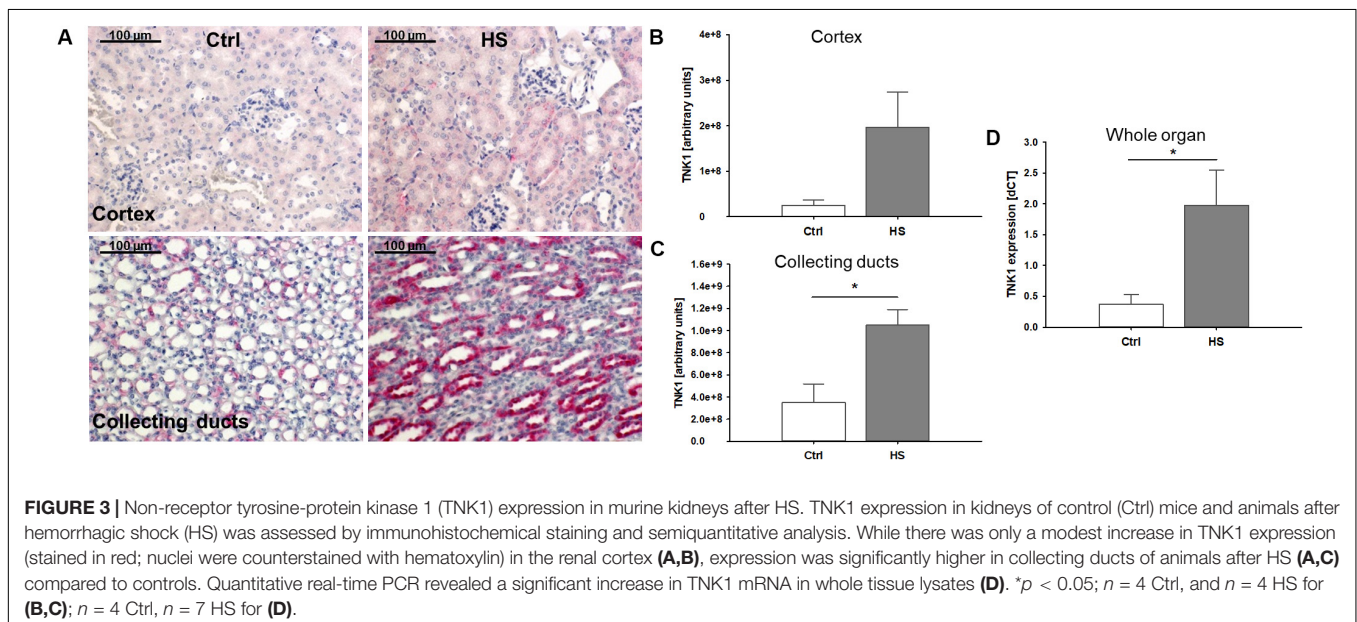 A
100 µm
Ctrl
100 µm
HS
Cortex
100 µm
100 µm
Collecting ducts
B
Cortex
TNK1 [arbitrary units]
4e+8
2e+8
2e+8
1e+8
0
Ctrl
HS
C
Collecting ducts
*
TNK1 [arbitrary units]
1.6e+9
1.4e+9
1.2e+9
1.0e+9
8.0e+8
6.0e+8
4.0e+8
2.0e+8
0.0
Ctrl
HS
D
Whole organ
*
TNK1 expression [dCT]
3.0
2.5
2.0
1.5
1.0
0.5
0.0
Ctrl
HS
FIGURE 3 | Non-receptor tyrosine-protein kinase 1 (TNK1) expression in murine kidneys after HS. TNK1 expression in kidneys of control (Ctrl) mice and animals after
hemorrhagic shock (HS) was assessed by immunohistochemical staining and semiquantitative analysis. While there was only a modest increase in TNK1 expression
(stained in red; nuclei were counterstained with hematoxylin) in the renal cortex (A,B), expression was significantly higher in collecting ducts of animals after HS (A,C)
compared to controls. Quantitative real-time PCR revealed a significant increase in TNK1 mRNA in whole tissue lysates (D). *p < 0.05; n = 4 Ctrl, and n = 4 HS for
(B,C); n = 4 Ctrl, n = 7 HS for (D).